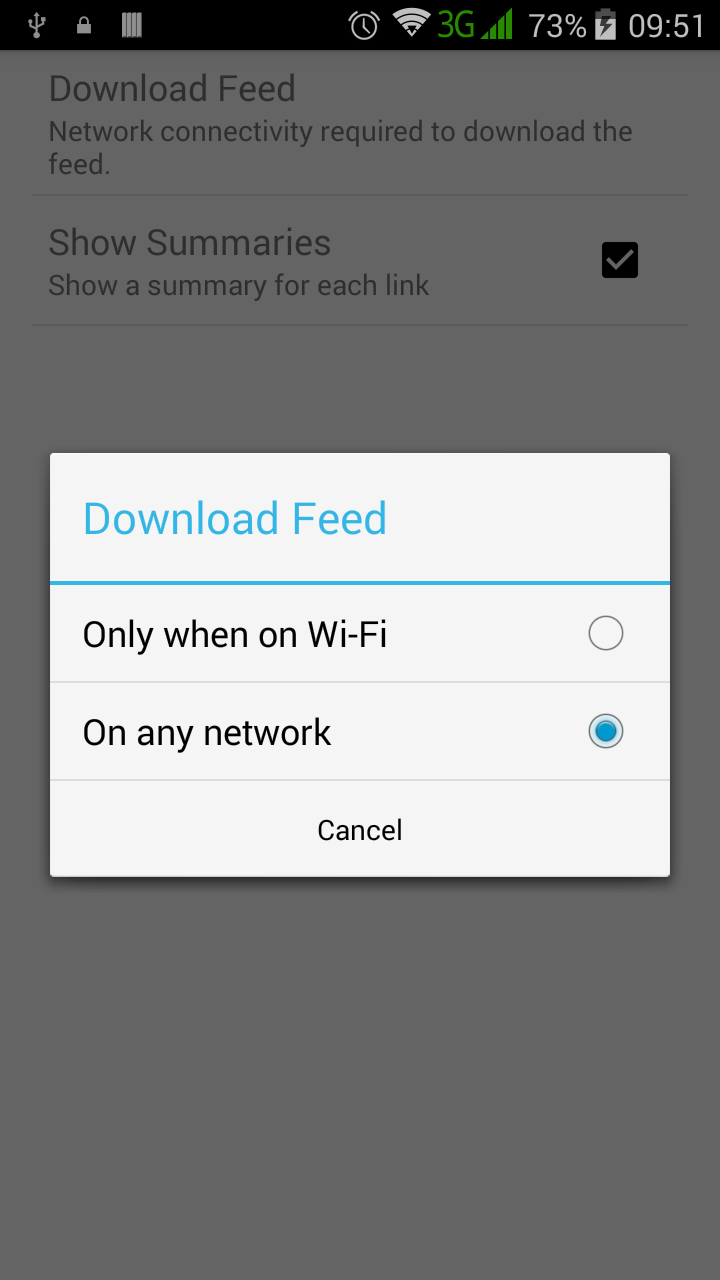 3G 73% 09:51
Download Feed
Network connectivity required to download the
feed.
Show Summaries
Show a summary for each link
Download Feed
Only when on Wi-Fi
On any network
Cancel